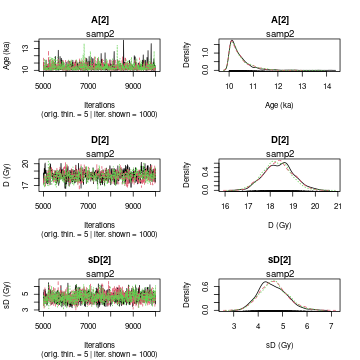 A[2]
samp2
Age (ka)
10
13
5000
7000
9000
Iterations
(orig. thin. = 5 | iter. shown = 1000)
A[2]
samp2
Density
0.0
1.0
10
11
12
13
14
Age (ka)
D[2]
samp2
D (Gy)
17
20
5000
7000
9000
Iterations
(orig. thin. = 5 | iter. shown = 1000)
D[2]
samp2
Density
0.0
0.4
16
17
18
19
20
21
D (Gy)
sD[2]
samp2
sD (Gy)
3
5
5000
7000
9000
Iterations
(orig. thin. = 5 | iter. shown = 1000)
sD[2]
samp2
Density
0.0
0.6
3
4
5
6
7
sD (Gy)